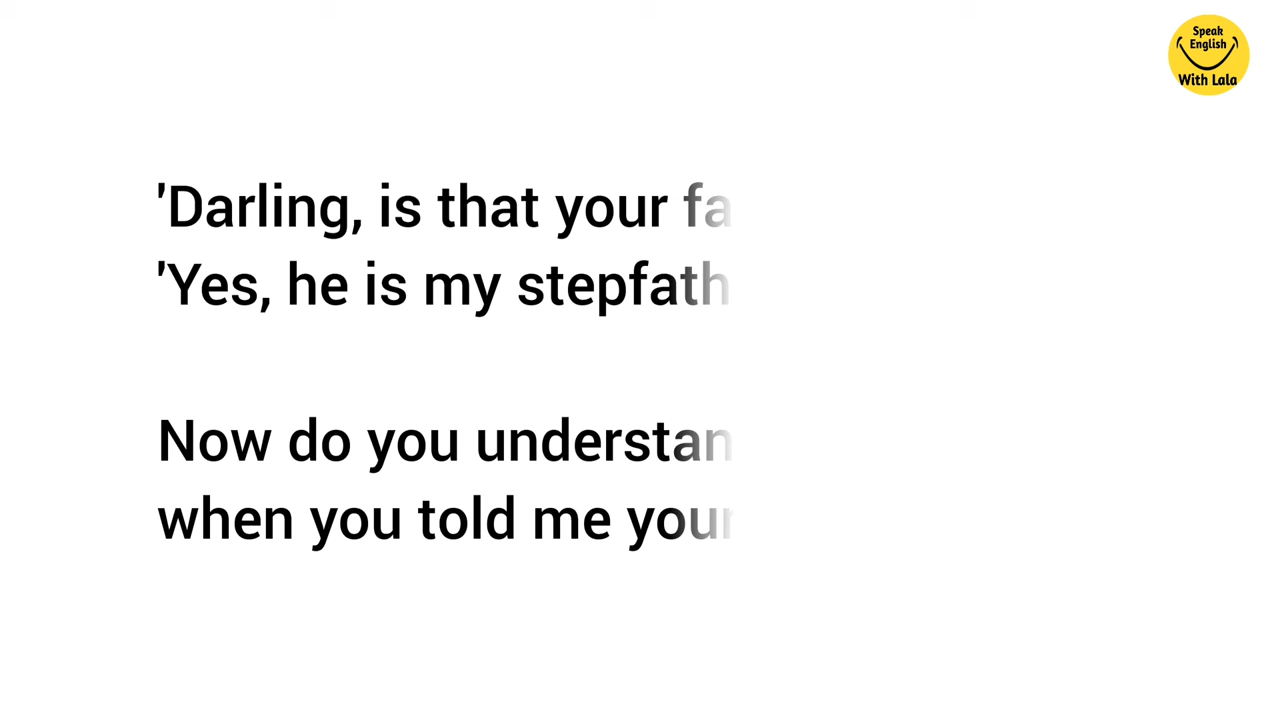 Speak
English
With Lala
'Darling, is that your fa
'Yes, he is my stepfath
Now do you understan
when you told me your